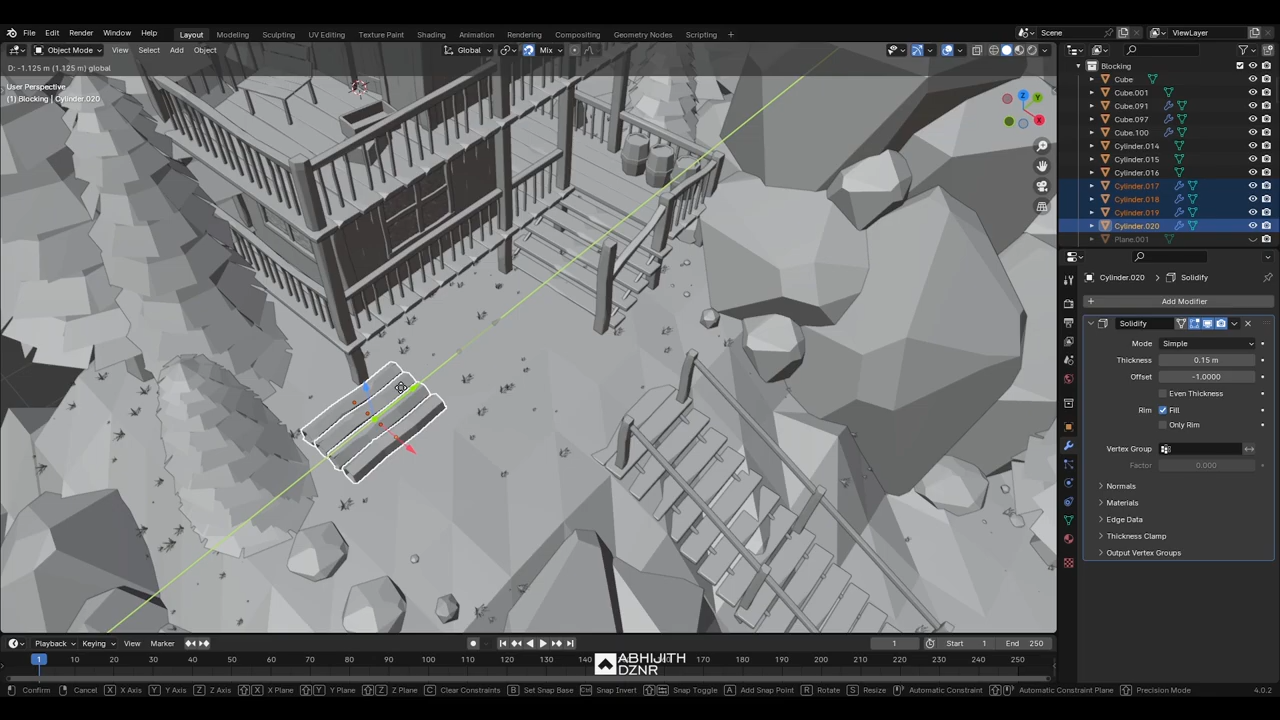 File Edit Render Window Help
Layout Modeling Sculpting UV Editing Texture Paint Shading Animation Rendering Compositing Geometry Nodes Scripting +
Scene
ViewLayer
Object Mode View Select Add Object
Global
Mix
D: -1.125 m (1.125 m) global
User Perspective
(1) Blocking | Cylinder.020
Z
Y
X
Blocking
Cube
Cube.001
Cube.091
Cube.097
Cube.100
Cylinder.014
Cylinder.015
Cylinder.016
Cylinder.017
Cylinder.018
Cylinder.019
Cylinder.020
Plane.001
Cylinder.020 > Solidify
+ Add Modifier
Solidify
Mode Simple
Thickness 0.15 m
Offset -1.0000
Even Thickness
Rim Fill
Only Rim
Vertex Group
Factor 0.000
Normals
Materials
Edge Data
Thickness Clamp
Output Vertex Groups
Playback Keying View Marker
1
Start 1
End 250
1 10 20 30 40 50 60 70 80 90 100 110 120 130 140 170 180 190 200 210 220 230 240 250
ABHIJITH
DZNR
Confirm Cancel X X Axis Y Y Axis Z Z Axis X X Plane Y Y Plane Z Z Plane C Clear Constraints B Set Snap Base Snap Invert Snap Toggle A Add Snap Point R Rotate S Resize Automatic Constraint Automatic Constraint Plane Precision Mode
4.0.2